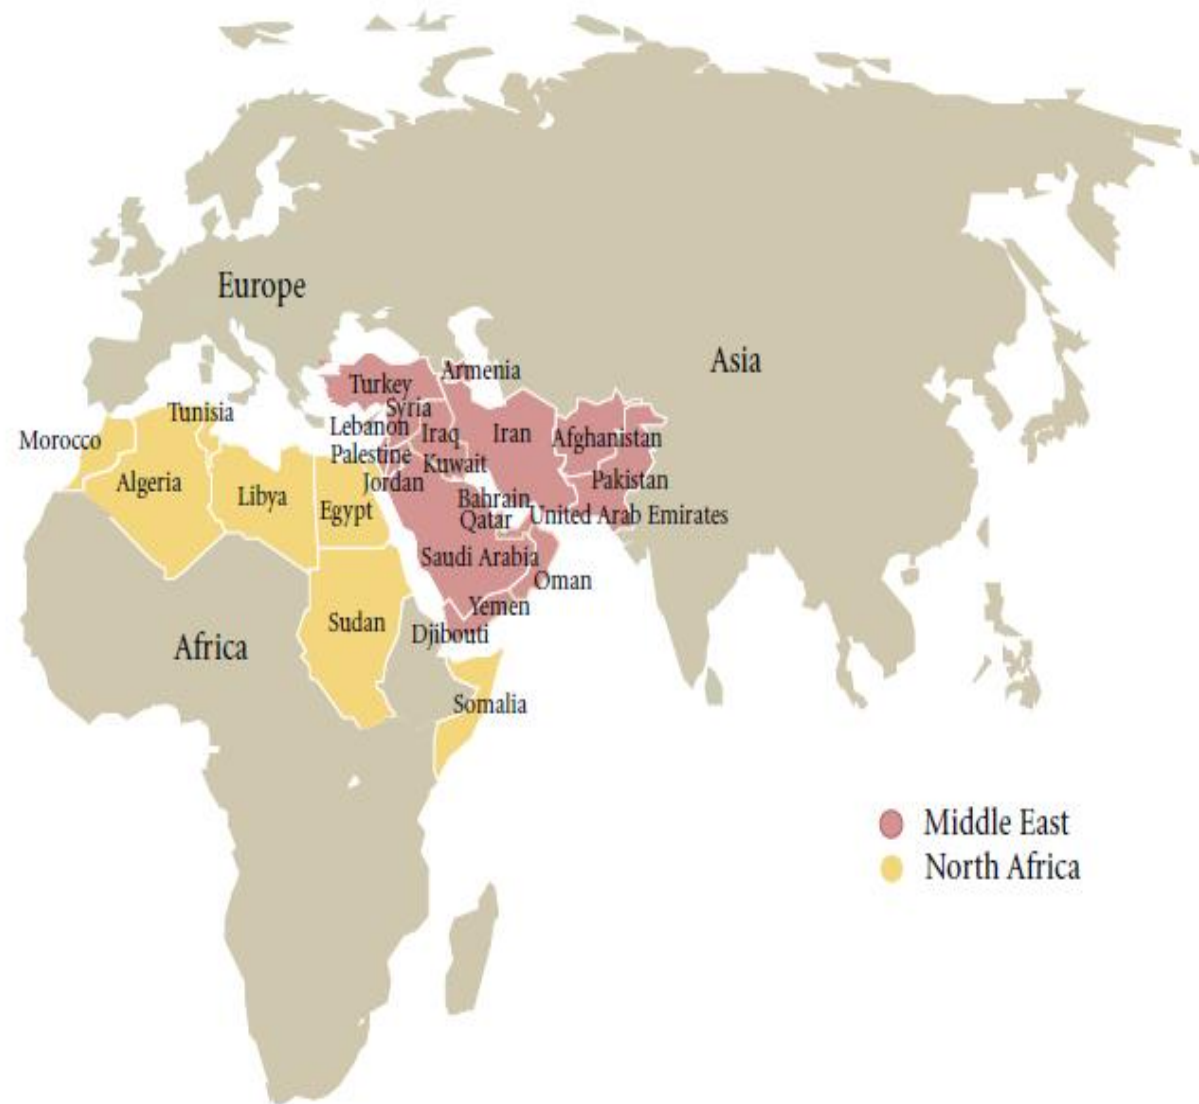 Europe
Asia
Armenia
Turkey
Tunisia
Syria
Lebanon
Morocco
Iraq
Iran
Afghanistan
Palestine
Kuwait
Jordan
Algeria
Pakistan
Libya
Bahrain
Egypt
Qatar
United Arab Emirates
Saudi Arabia
Oman
Yemen
Sudan
Djibouti
Africa
Somalia
Middle East
North Africa